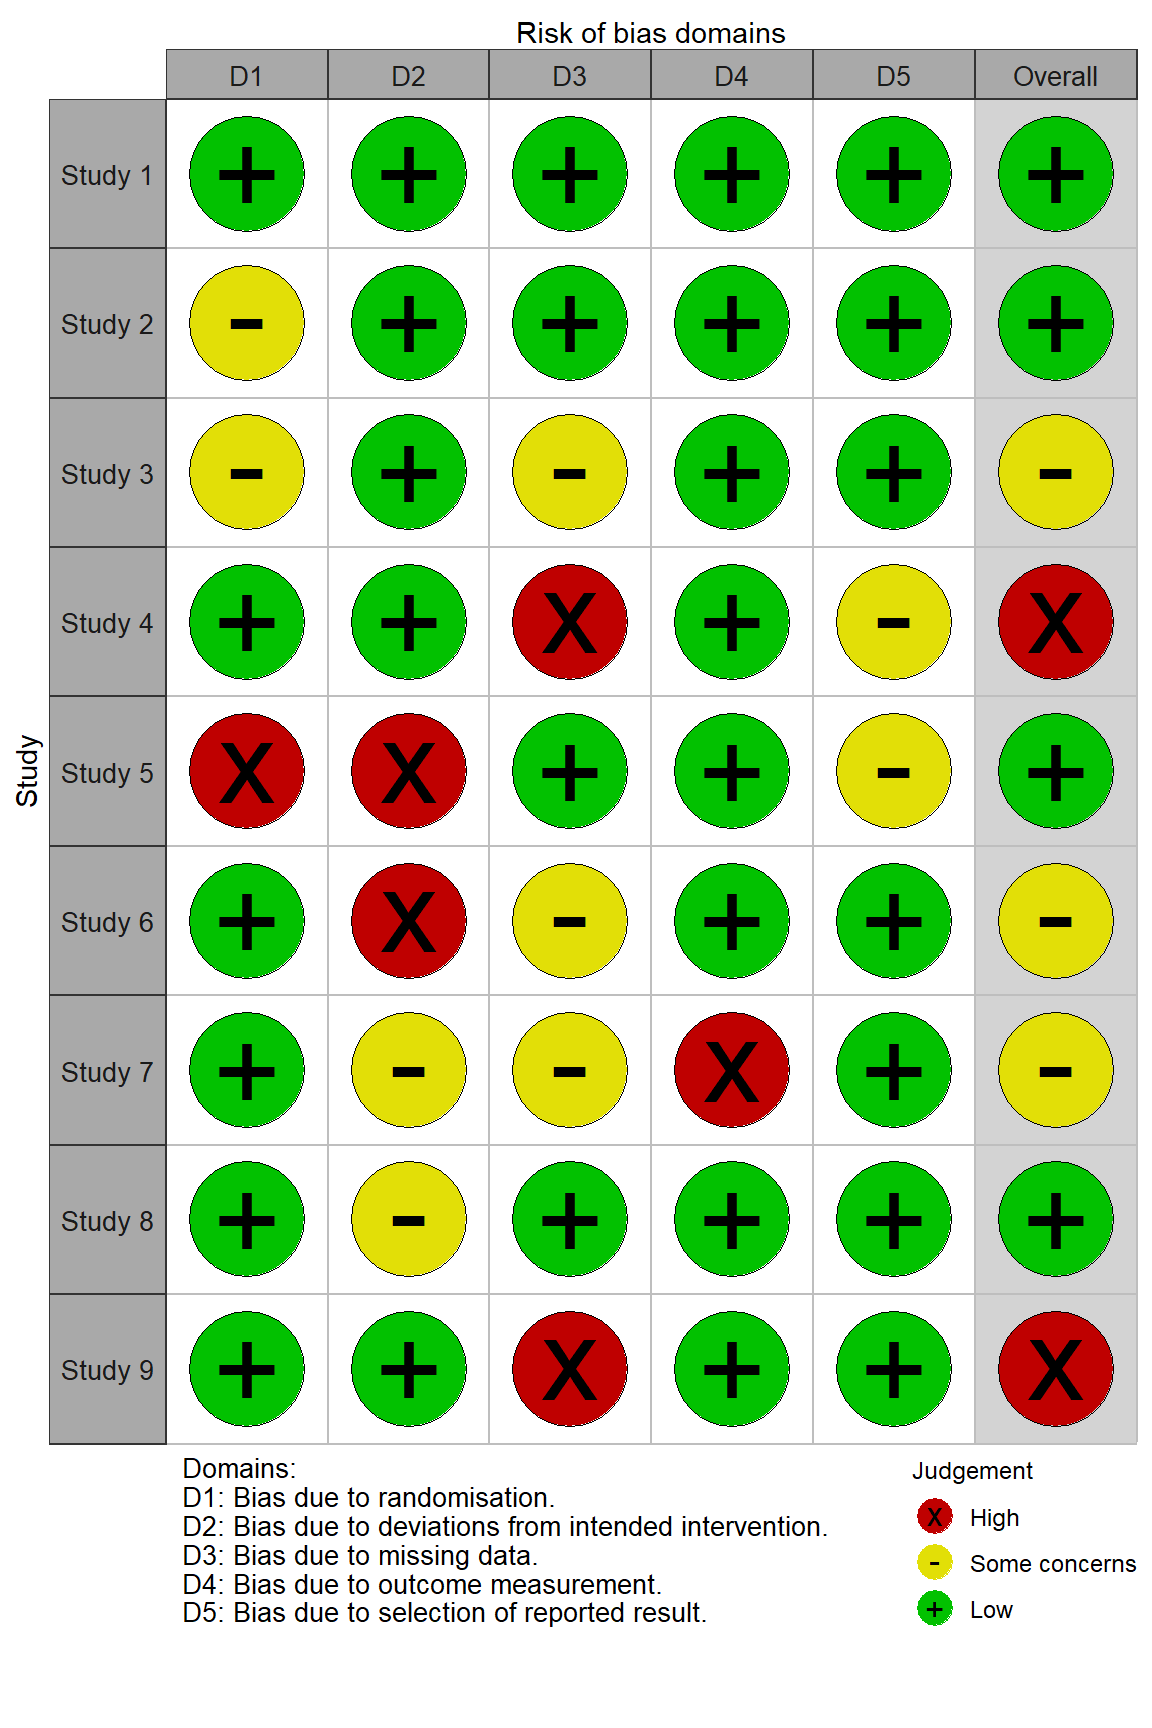 Risk of bias domains
D1 D2 D3 D4 D5 Overall
Study
Study 1 + + + + + +
Study 2 - + + + + +
Study 3 - + - + + -
Study 4 + + X + - X
Study 5 X X + + - +
Study 6 + X - + + -
Study 7 + - - X + -
Study 8 + - + + + +
Study 9 + + X + + X
Domains:
D1: Bias due to randomisation.
D2: Bias due to deviations from intended intervention.
D3: Bias due to missing data.
D4: Bias due to outcome measurement.
D5: Bias due to selection of reported result.
Judgement
X High
- Some concerns
+ Low